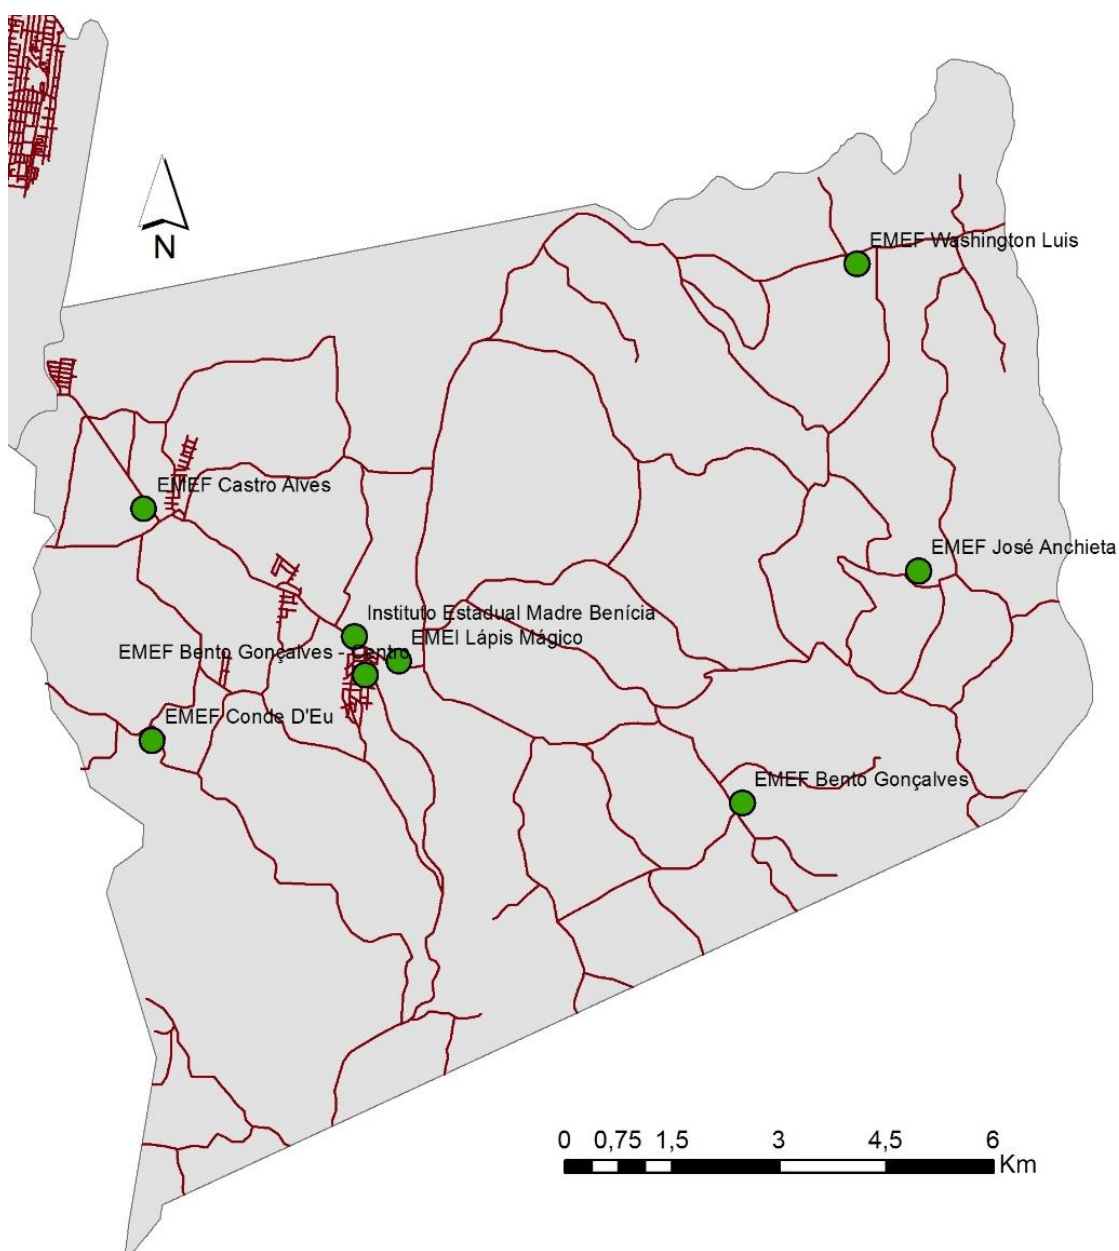 N
EMEF Washington Luis
EMEF Castro Alves
EMEF José Anchieta
Instituto Estadual Madre Benícia
EMEI Lápis Mágico
EMEF Bento Gonçalves - Centro
EMEF Conde D'Eu
EMEF Bento Gonçalves
0 0,75 1,5 3 4,5 6
Km